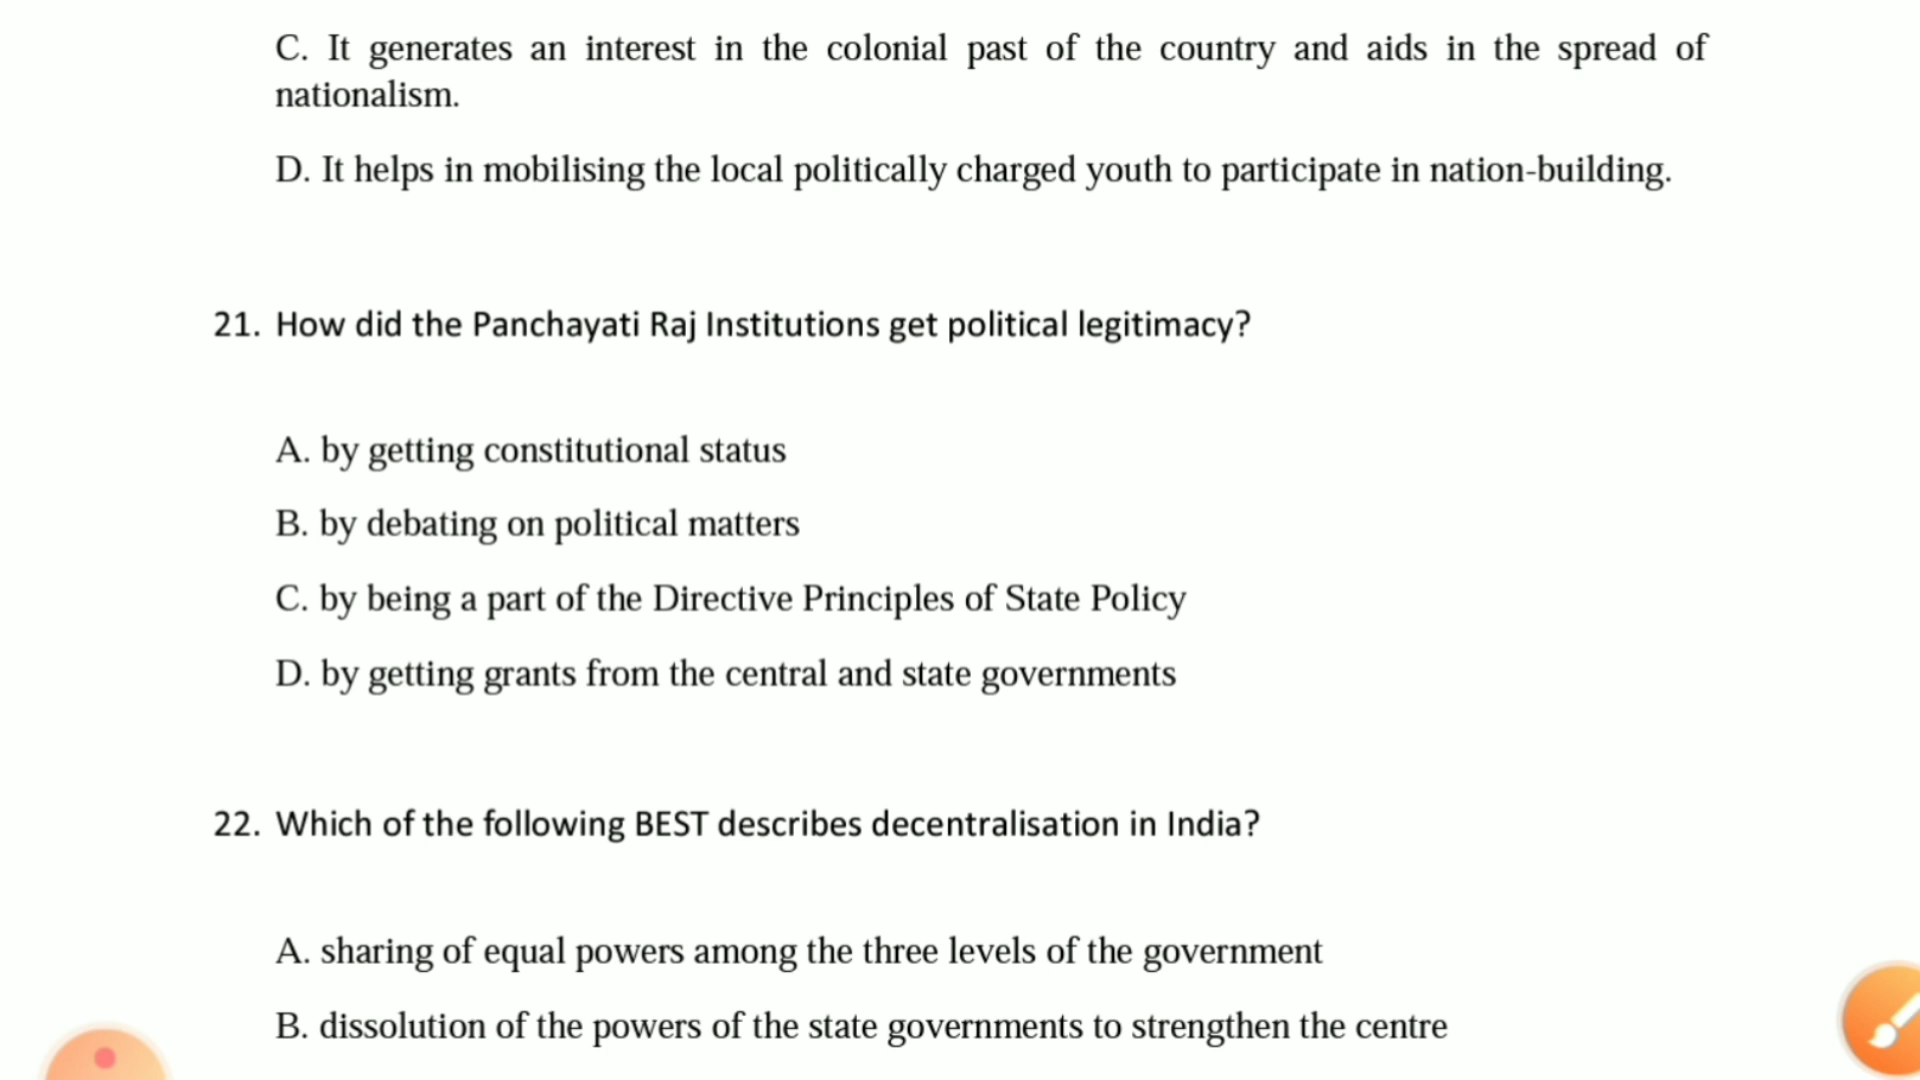 C. It generates an interest in the colonial past of the country and aids in the spread of
nationalism.
D. It helps in mobilising the local politically charged youth to participate in nation-building.
21. How did the Panchayati Raj Institutions get political legitimacy?
A. by getting constitutional status
B. by debating on political matters
C. by being a part of the Directive Principles of State Policy
D. by getting grants from the central and state governments
22. Which of the following BEST describes decentralisation in India?
A. sharing of equal powers among the three levels of the government
B. dissolution of the powers of the state governments to strengthen the centre